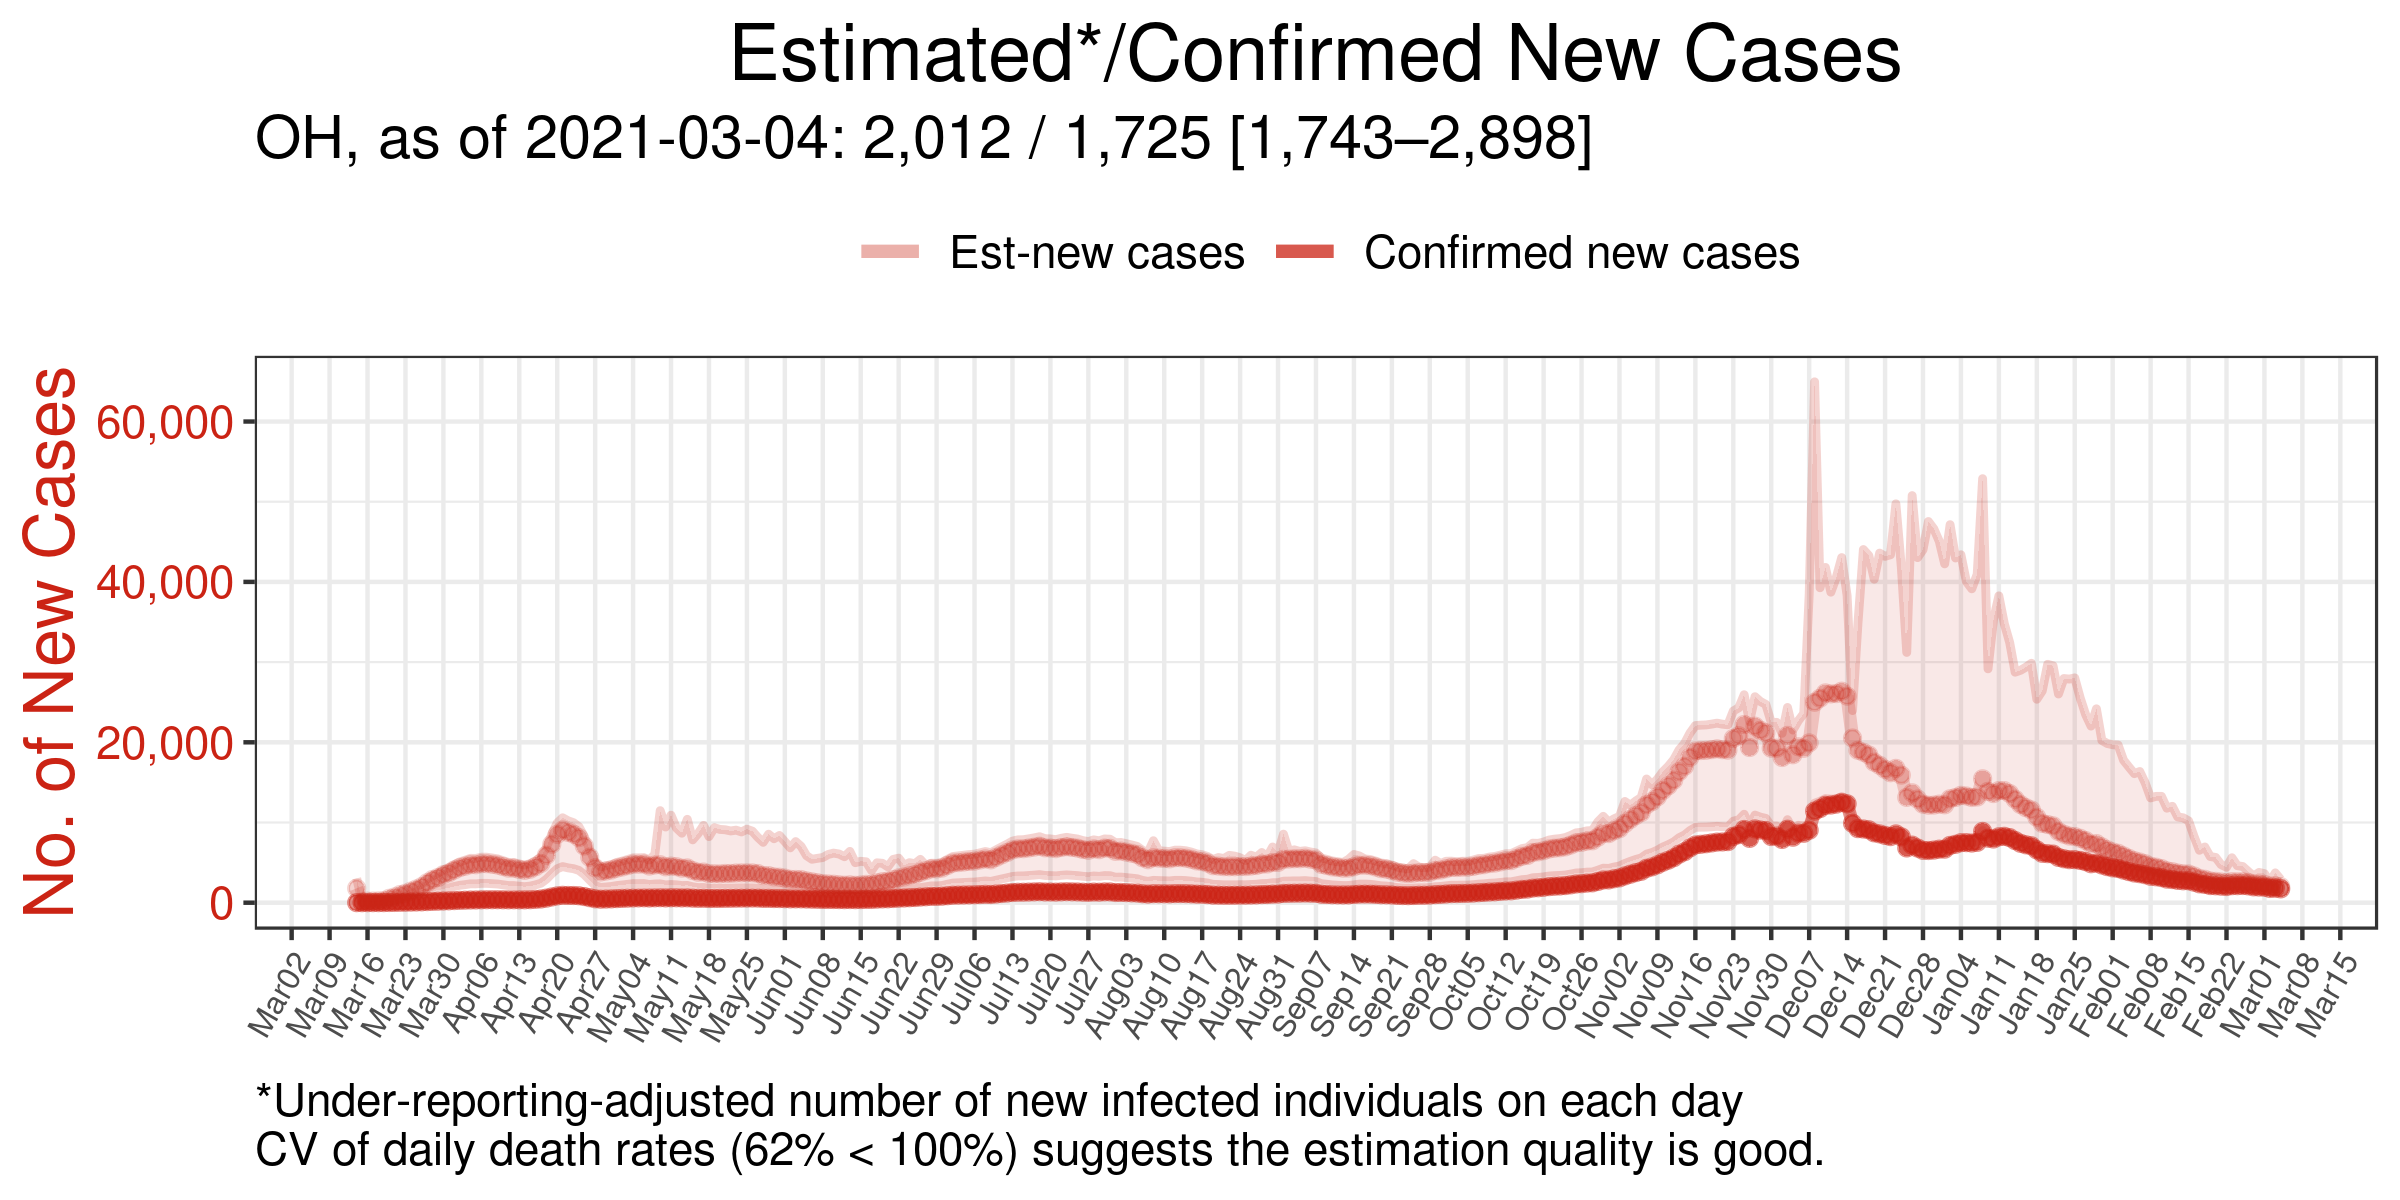 Estimated*/Confirmed New Cases
OH, as of 2021-03-04: 2,012 / 1,725 [1,743–2,898]
Est-new cases Confirmed new cases
No. of New Cases
60,000
40,000
20,000
0
Mar02 Mar09 Mar16 Mar23 Mar30 Apr06 Apr13 Apr20 Apr27 May04 May11 May18 May25 Jun01 Jun08 Jun15 Jun22 Jun29 Jul06 Jul13 Jul20 Jul27 Aug03 Aug10 Aug17 Aug24 Aug31 Sep07 Sep14 Sep21 Sep28 Oct05 Oct12 Oct19 Oct26 Nov02 Nov09 Nov16 Nov23 Nov30 Dec07 Dec14 Dec21 Dec28 Jan04 Jan11 Jan18 Jan25 Feb01 Feb08 Feb15 Feb22 Mar01 Mar08 Mar15
*Under-reporting-adjusted number of new infected individuals on each day
CV of daily death rates (62% < 100%) suggests the estimation quality is good.